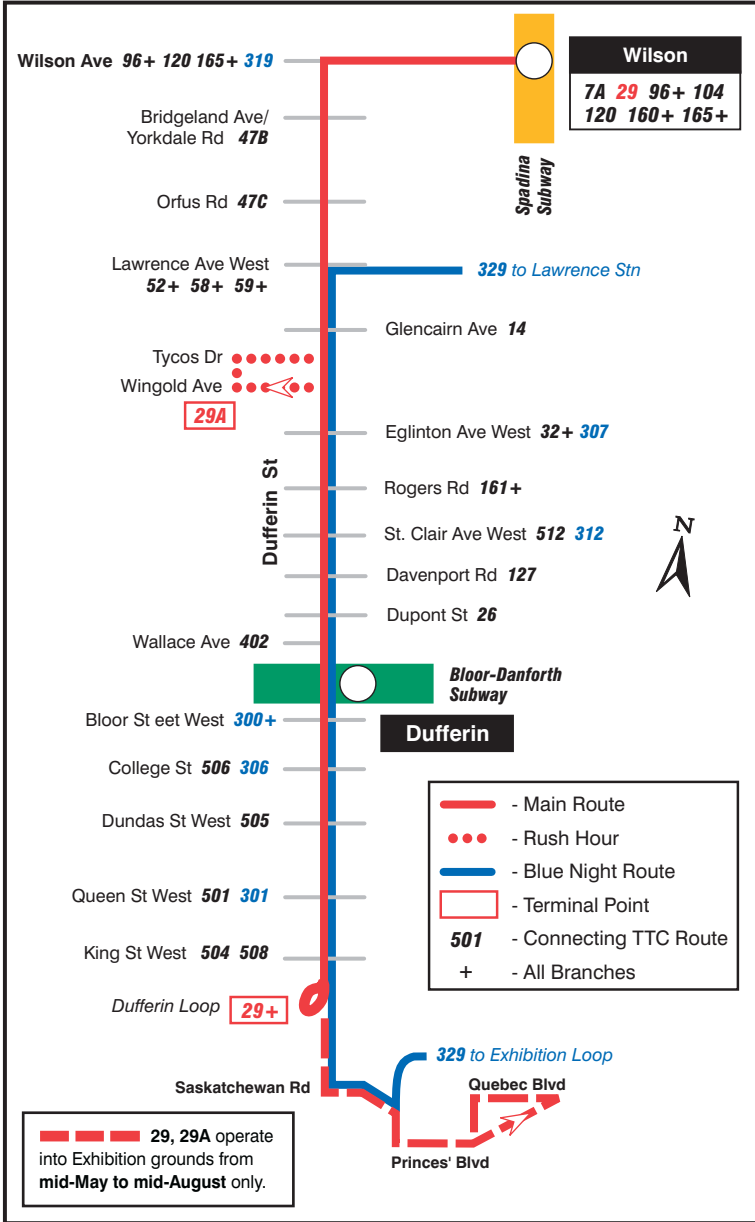 Wilson Ave 96+ 120 165+ 319
Wilson
7A 29 96+ 104
120 160+ 165+
Spadina
Subway
Bridgeland Ave/
Yorkdale Rd 47B
Orfus Rd 47C
Lawrence Ave West
52+ 58+ 59+
329 to Lawrence Stn
Glencairn Ave 14
Tycos Dr
Wingold Ave
29A
Eglinton Ave West 32+ 307
Dufferin St
Rogers Rd 161+
St. Clair Ave West 512 312
N
Davenport Rd 127
Dupont St 26
Wallace Ave 402
Bloor-Danforth
Subway
Bloor St eet West 300+
Dufferin
College St 506 306
Dundas St West 505
Queen St West 501 301
King St West 504 508
Dufferin Loop 29+
- Main Route
- Rush Hour
- Blue Night Route
- Terminal Point
501 - Connecting TTC Route
+ - All Branches
329 to Exhibition Loop
Saskatchewan Rd
Quebec Blvd
Princes' Blvd
29, 29A operate
into Exhibition grounds from
mid-May to mid-August only.